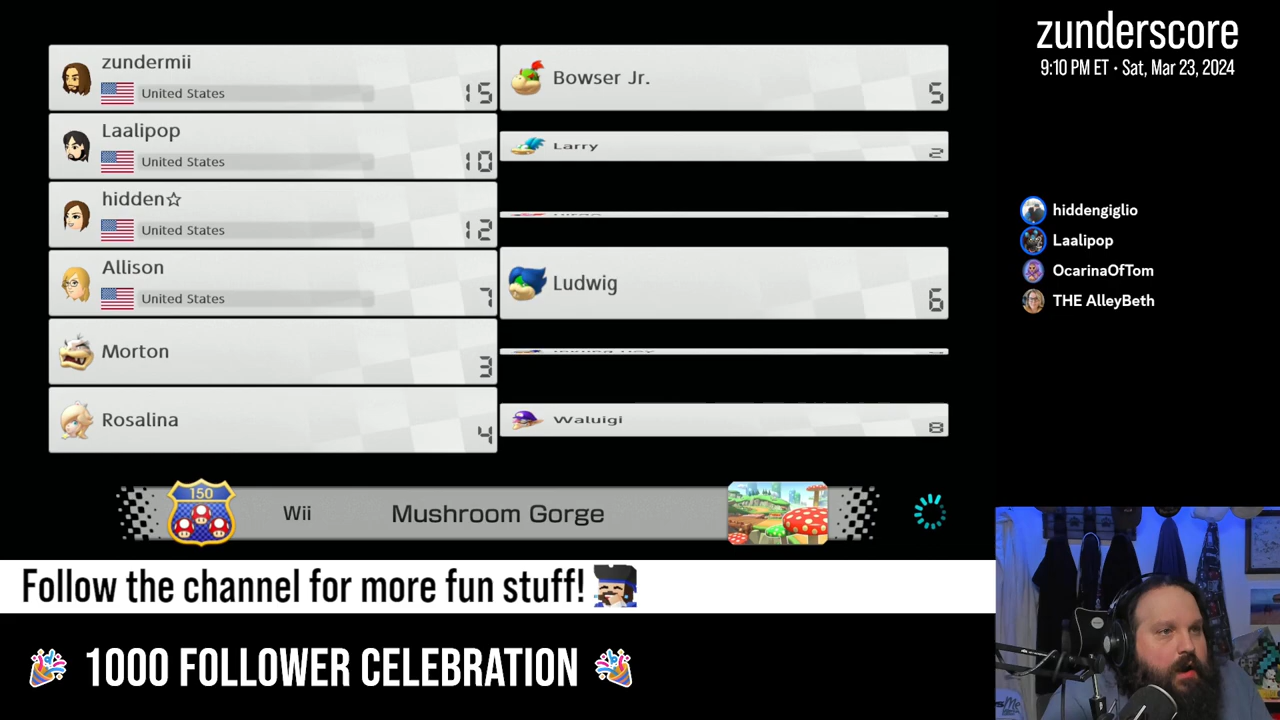 zundermii
United States
15
Laalipop
United States
10
hidden☆
United States
12
Allison
United States
7
Morton
3
Rosalina
4
Bowser Jr.
5
Larry
2
Ludwig
6
Waluigi
8
150
Wii
Mushroom Gorge
Follow the channel for more fun stuff!
🎉 1000 FOLLOWER CELEBRATION 🎉
zunderscore
9:10 PM ET • Sat, Mar 23, 2024
hiddengiglio
Laalipop
OcarinaOfTom
THE AlleyBeth